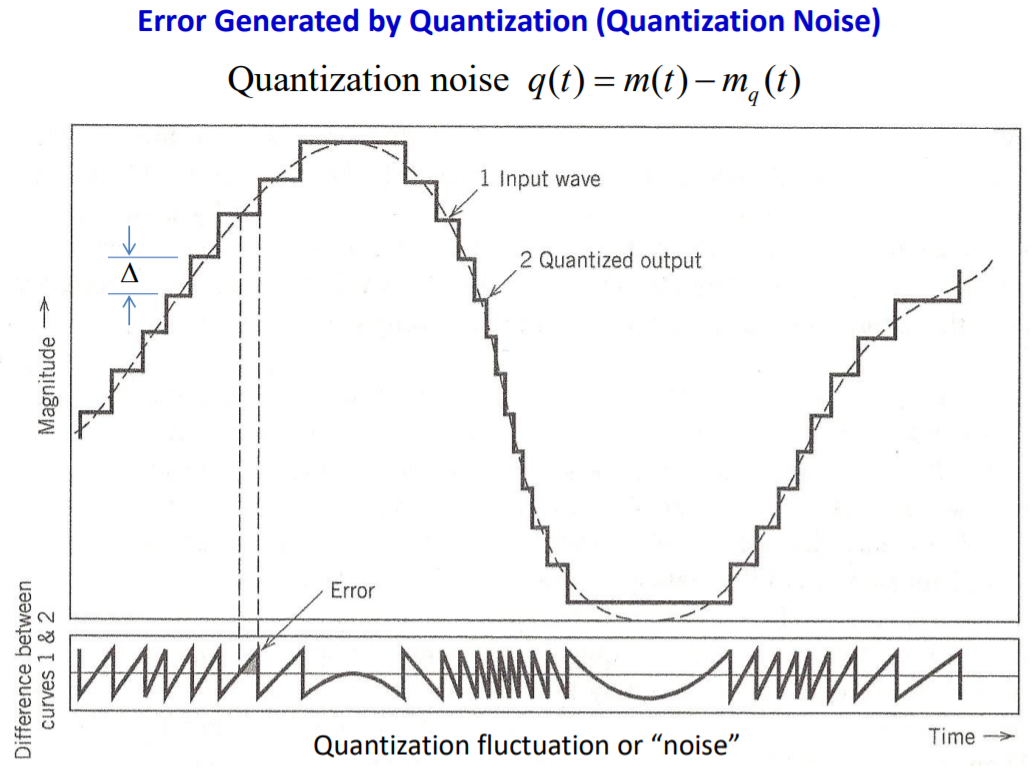 Error Generated by Quantization (Quantization Noise)
Quantization noise q(t) = m(t) − m_q(t)
1 Input wave
2 Quantized output
Δ
Magnitude →
Error
Difference between
curves 1 & 2
Time →
Quantization fluctuation or “noise”